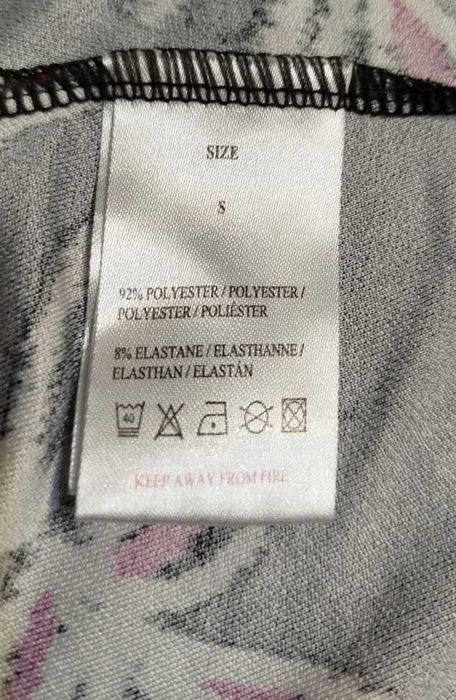 SIZE
S
92% POLYESTER / POLYESTER /
POLYESTER / POLIÉSTER
8% ELASTANE / ELASTHANNE /
ELASTHAN / ELASTÁN
40
KEEP AWAY FROM FIRE